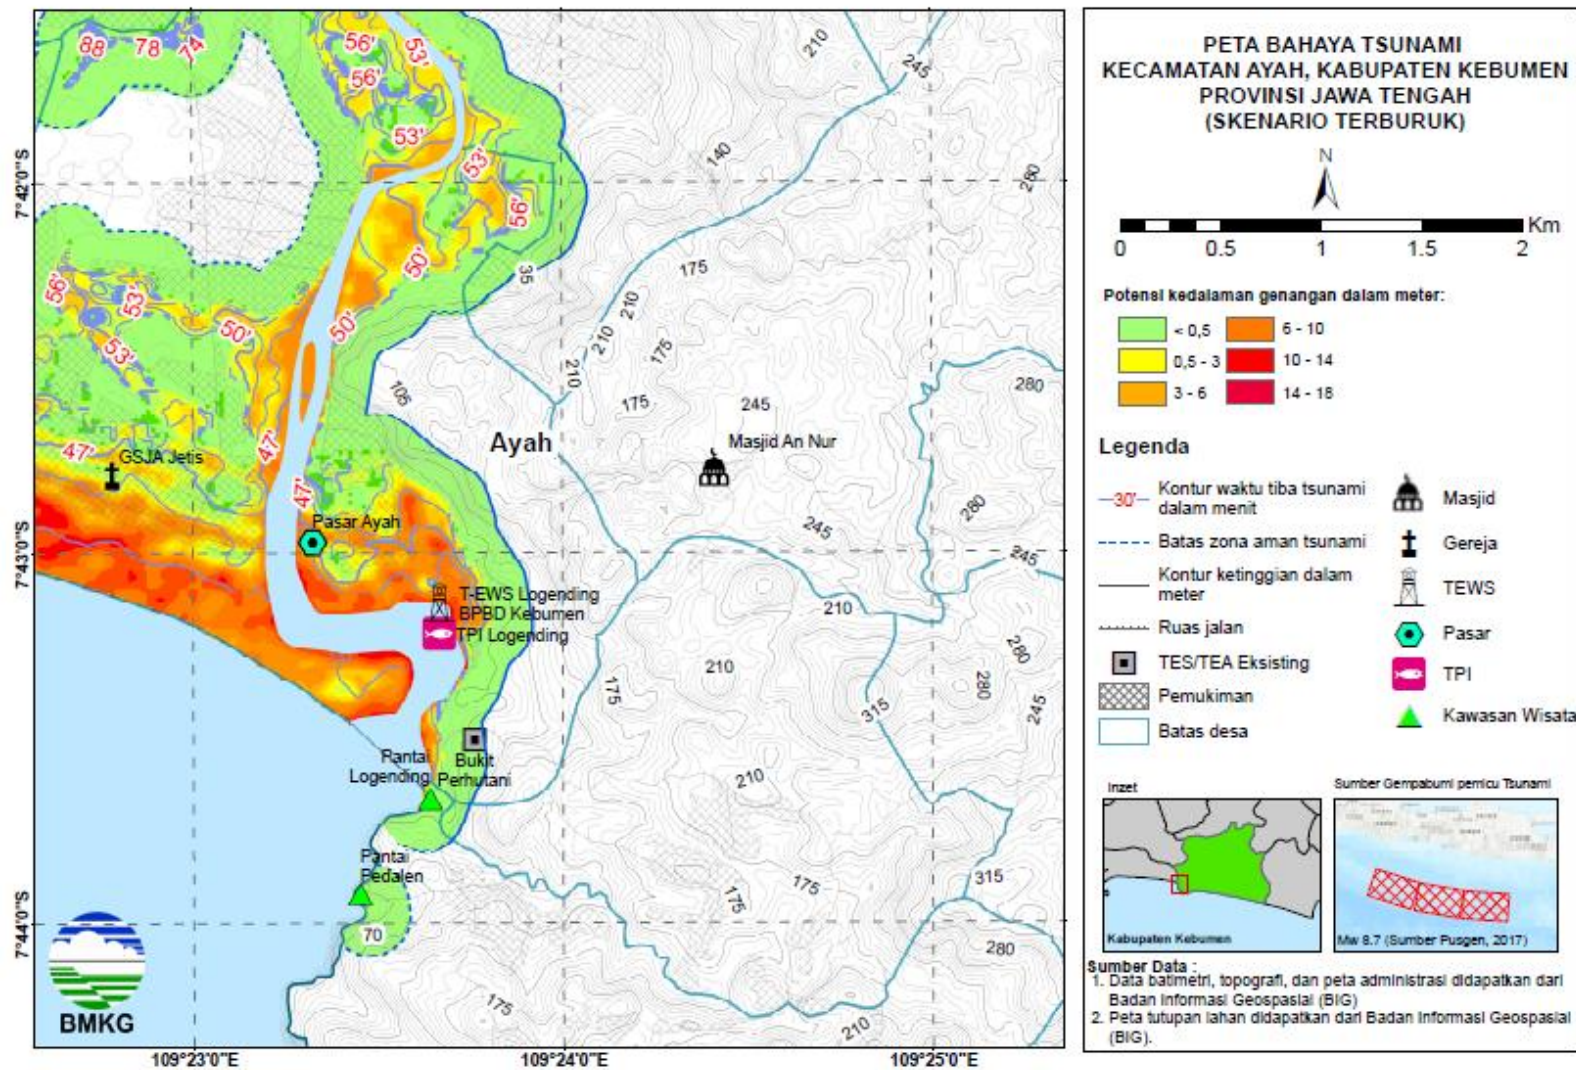 PETA BAHAYA TSUNAMI
KECAMATAN AYAH, KABUPATEN KEBUMEN
PROVINSI JAWA TENGAH
(SKENARIO TERBURUK)
N
Km
0 0.5 1 1.5 2
Potensi kedalaman genangan dalam meter:
< 0,5
6 - 10
0,5 - 3
10 - 14
3 - 6
14 - 18
Legenda
30' Kontur waktu tiba tsunami
dalam menit
Batas zona aman tsunami
Kontur ketinggian dalam
meter
Ruas jalan
TES/TEA Eksisting
Pemukiman
Batas desa
Masjid
Gereja
TEWS
Pasar
TPI
Kawasan Wisata
Inzet
Kabupaten Kebumen
Sumber Gempabumi pemicu Tsunami
Mw 8.7 (Sumber Pusgen, 2017)
Sumber Data :
1. Data batimetri, topografi, dan peta administrasi didapatkan dari
Badan Informasi Geospasial (BIG)
2. Peta tutupan lahan didapatkan dari Badan Informasi Geospasial
(BIG).
88 78 74
56'
53'
56'
53'
53'
56'
50'
56'
53'
50'
50'
53'
47'
47'
47'
210
245
140
280
35
175
210
210
175
210
175
245
105
280
280
245
245
210
210
175
315
280
280
245
210
175
175
315
280
175
210
70
Ayah
Masjid An Nur
GSJA Jetis
Pasar Ayah
T-EWS Logending
BPBD Kebumen
TPI Logending
Pantai
Logending
Bukit
Perhutani
Pantai
Pedalen
BMKG
7°42'0"S
7°43'0"S
7°44'0"S
109°23'0"E
109°24'0"E
109°25'0"E